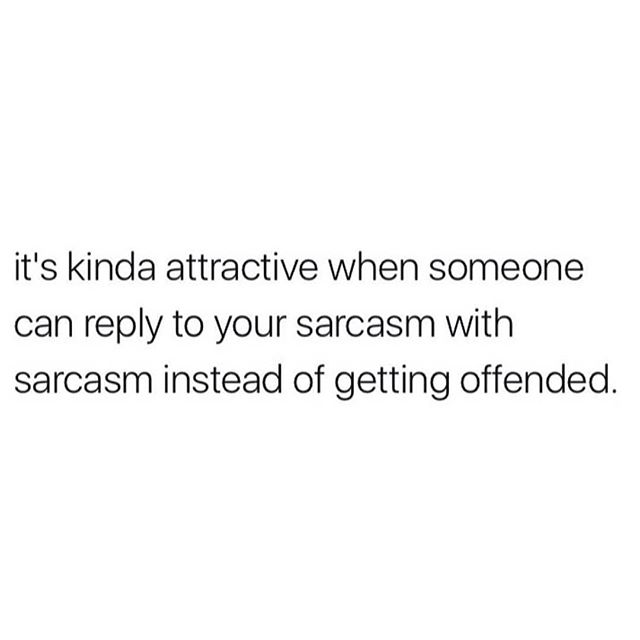 it's kinda attractive when someone
can reply to your sarcasm with
sarcasm instead of getting offended.